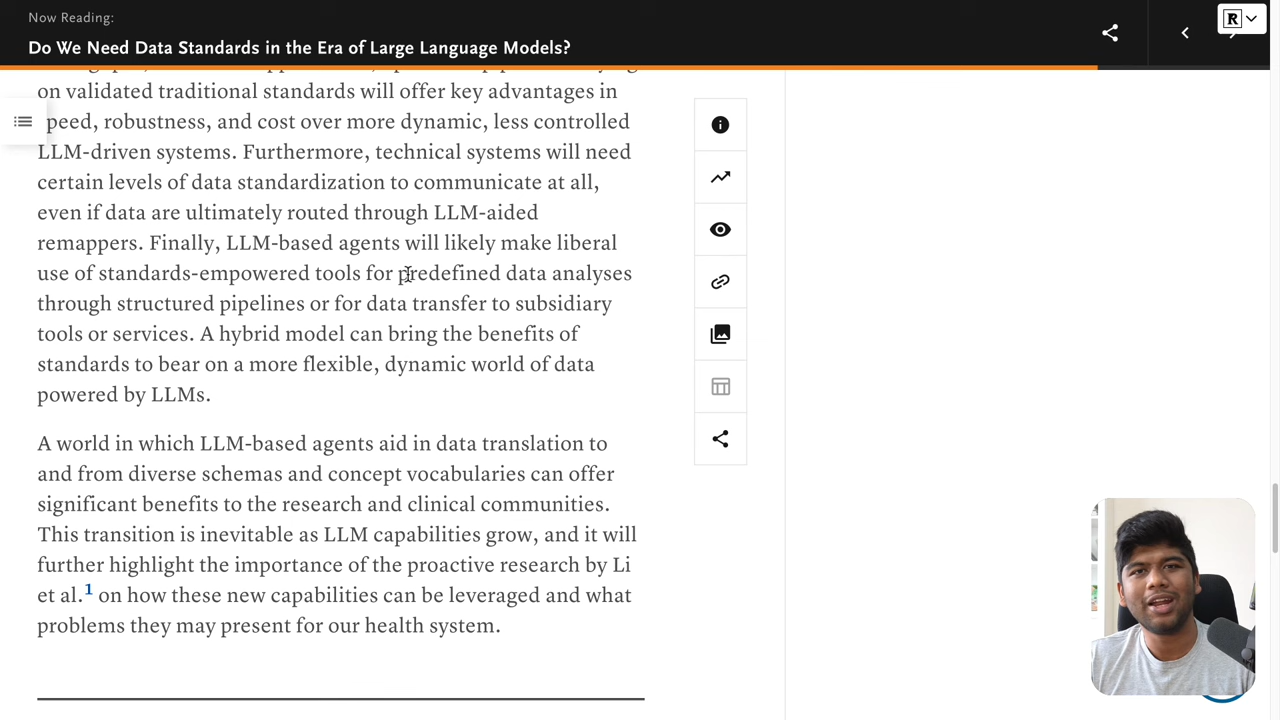 Now Reading:
Do We Need Data Standards in the Era of Large Language Models?
R
on validated traditional standards will offer key advantages in
peed, robustness, and cost over more dynamic, less controlled
LLM-driven systems. Furthermore, technical systems will need
certain levels of data standardization to communicate at all,
even if data are ultimately routed through LLM-aided
remappers. Finally, LLM-based agents will likely make liberal
use of standards-empowered tools for predefined data analyses
through structured pipelines or for data transfer to subsidiary
tools or services. A hybrid model can bring the benefits of
standards to bear on a more flexible, dynamic world of data
powered by LLMs.
A world in which LLM-based agents aid in data translation to
and from diverse schemas and concept vocabularies can offer
significant benefits to the research and clinical communities.
This transition is inevitable as LLM capabilities grow, and it will
further highlight the importance of the proactive research by Li
et al.1 on how these new capabilities can be leveraged and what
problems they may present for our health system.